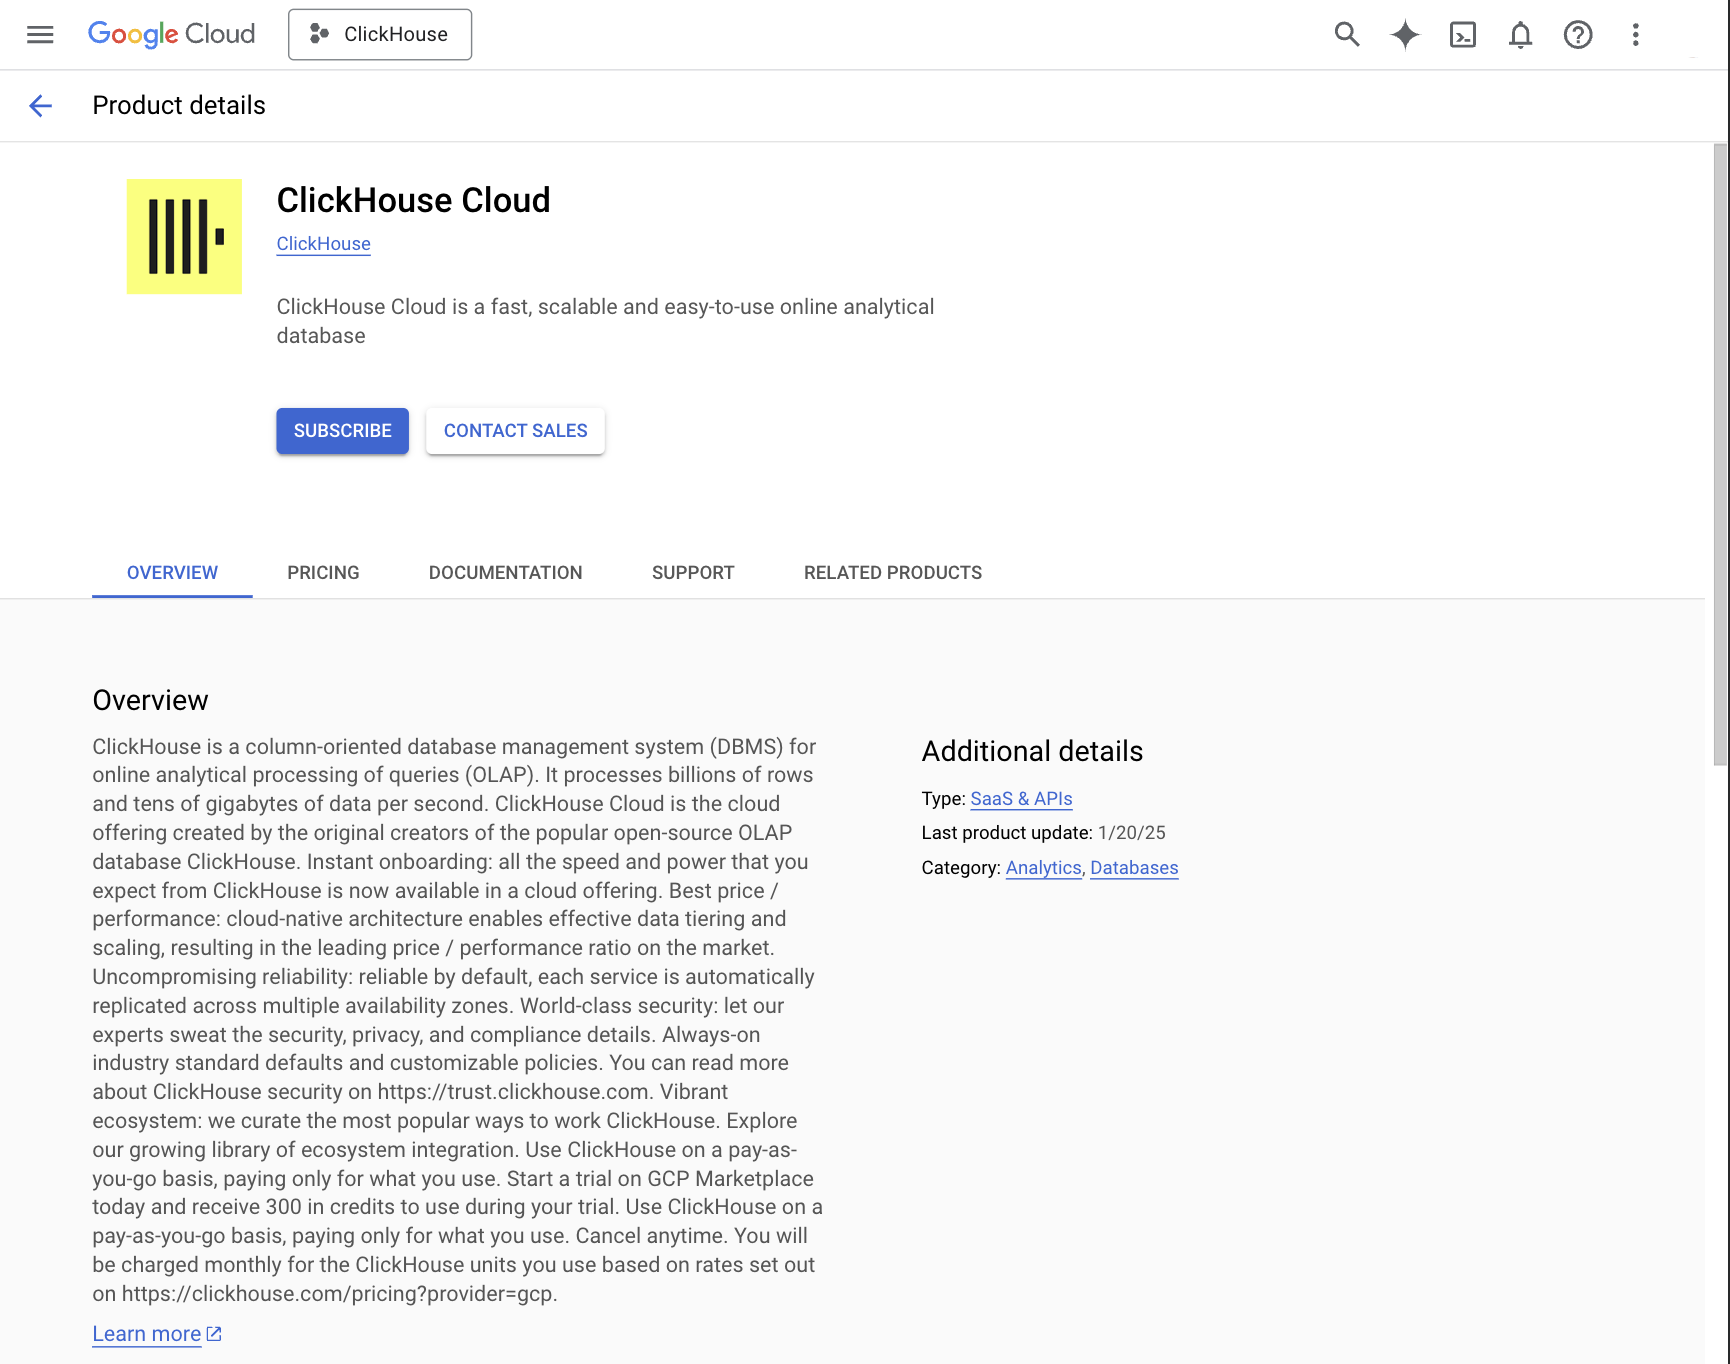 Google Cloud
ClickHouse
Product details
ClickHouse Cloud
ClickHouse
ClickHouse Cloud is a fast, scalable and easy-to-use online analytical
database
SUBSCRIBE
CONTACT SALES
OVERVIEW
PRICING
DOCUMENTATION
SUPPORT
RELATED PRODUCTS
Overview
ClickHouse is a column-oriented database management system (DBMS) for
online analytical processing of queries (OLAP). It processes billions of rows
and tens of gigabytes of data per second. ClickHouse Cloud is the cloud
offering created by the original creators of the popular open-source OLAP
database ClickHouse. Instant onboarding: all the speed and power that you
expect from ClickHouse is now available in a cloud offering. Best price /
performance: cloud-native architecture enables effective data tiering and
scaling, resulting in the leading price / performance ratio on the market.
Uncompromising reliability: reliable by default, each service is automatically
replicated across multiple availability zones. World-class security: let our
experts sweat the security, privacy, and compliance details. Always-on
industry standard defaults and customizable policies. You can read more
about ClickHouse security on https://trust.clickhouse.com. Vibrant
ecosystem: we curate the most popular ways to work ClickHouse. Explore
our growing library of ecosystem integration. Use ClickHouse on a pay-as-
you-go basis, paying only for what you use. Start a trial on GCP Marketplace
today and receive 300 in credits to use during your trial. Use ClickHouse on a
pay-as-you-go basis, paying only for what you use. Cancel anytime. You will
be charged monthly for the ClickHouse units you use based on rates set out
on https://clickhouse.com/pricing?provider=gcp.
Learn more
Additional details
Type: SaaS & APIs
Last product update: 1/20/25
Category: Analytics, Databases